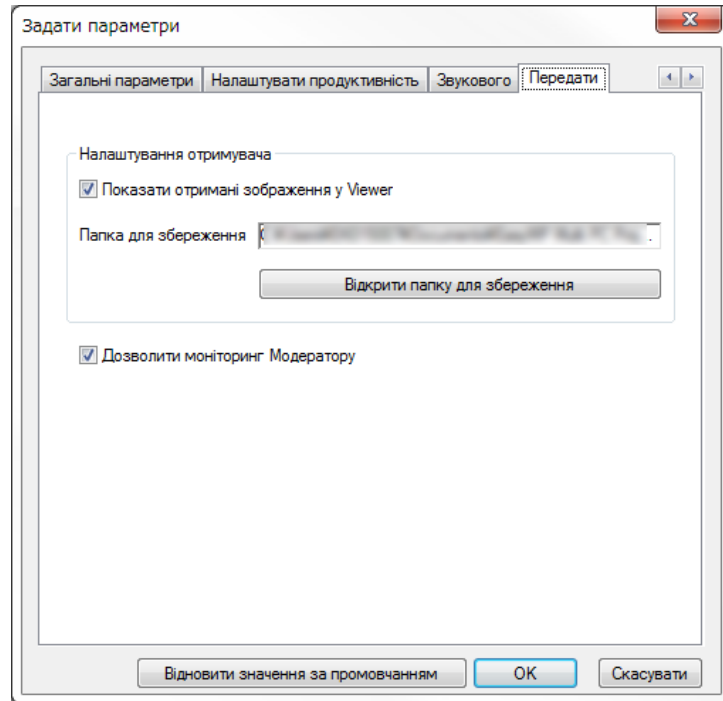 Задати параметри
Загальні параметри Налаштувати продуктивність Звукового Передати
Налаштування отримувача
Показати отримані зображення у Viewer
Папка для збереження
Відкрити папку для збереження
Дозволити моніторинг Модератору
Відновити значення за промовчанням OK Скасувати